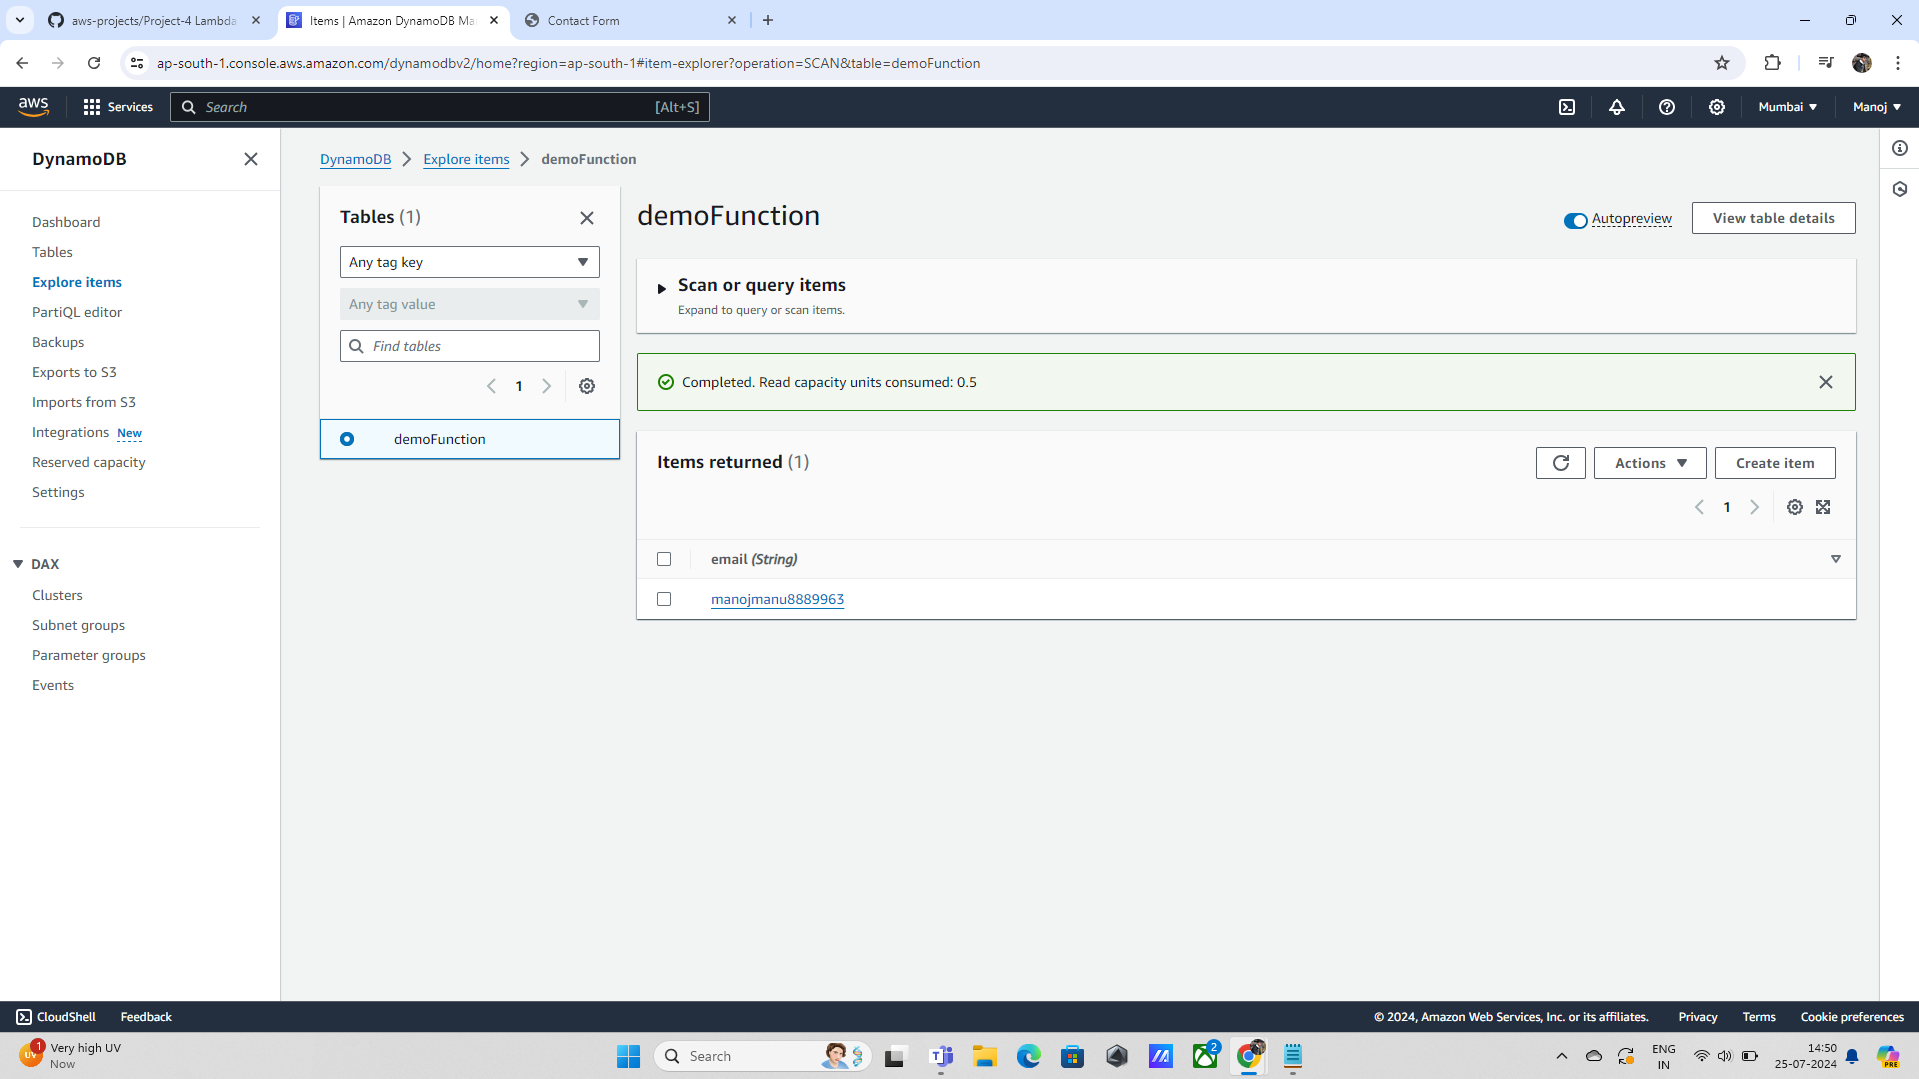 aws-projects/Project-4 Lambda
Items | Amazon DynamoDB Ma
Contact Form
ap-south-1.console.aws.amazon.com/dynamodbv2/home?region=ap-south-1#item-explorer?operation=SCAN&table=demoFunction
aws
Services
Search
[Alt+S]
Mumbai
Manoj
DynamoDB
Dashboard
Tables
Explore items
PartiQL editor
Backups
Exports to S3
Imports from S3
Integrations New
Reserved capacity
Settings
DAX
Clusters
Subnet groups
Parameter groups
Events
DynamoDB
Explore items
demoFunction
Tables (1)
Any tag key
Any tag value
Find tables
1
demoFunction
demoFunction
Autopreview
View table details
Scan or query items
Expand to query or scan items.
Completed. Read capacity units consumed: 0.5
Items returned (1)
Actions
Create item
1
email (String)
manojmanu8889963
CloudShell
Feedback
© 2024, Amazon Web Services, Inc. or its affiliates.
Privacy
Terms
Cookie preferences
UV
1
Very high UV
Now
Search
2
ENG
IN
14:50
25-07-2024
PRE